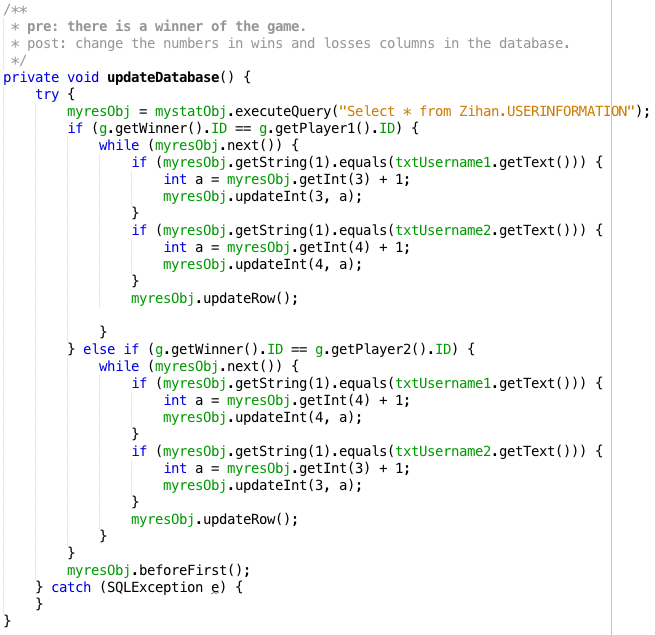 /**
 * pre: there is a winner of the game.
 * post: change the numbers in wins and losses columns in the database.
 */
private void updateDatabase() {
    try {
        myresObj = mystatObj.executeQuery("Select * from Zihan.USERINFORMATION");
        if (g.getWinner().ID == g.getPlayer1().ID) {
            while (myresObj.next()) {
                if (myresObj.getString(1).equals(txtUsername1.getText())) {
                    int a = myresObj.getInt(3) + 1;
                    myresObj.updateInt(3, a);
                }
                if (myresObj.getString(1).equals(txtUsername2.getText())) {
                    int a = myresObj.getInt(4) + 1;
                    myresObj.updateInt(4, a);
                }
                myresObj.updateRow();

            }
        } else if (g.getWinner().ID == g.getPlayer2().ID) {
            while (myresObj.next()) {
                if (myresObj.getString(1).equals(txtUsername1.getText())) {
                    int a = myresObj.getInt(4) + 1;
                    myresObj.updateInt(4, a);
                }
                if (myresObj.getString(1).equals(txtUsername2.getText())) {
                    int a = myresObj.getInt(3) + 1;
                    myresObj.updateInt(3, a);
                }
                myresObj.updateRow();
            }
        }
        myresObj.beforeFirst();
    } catch (SQLException e) {
    }
}